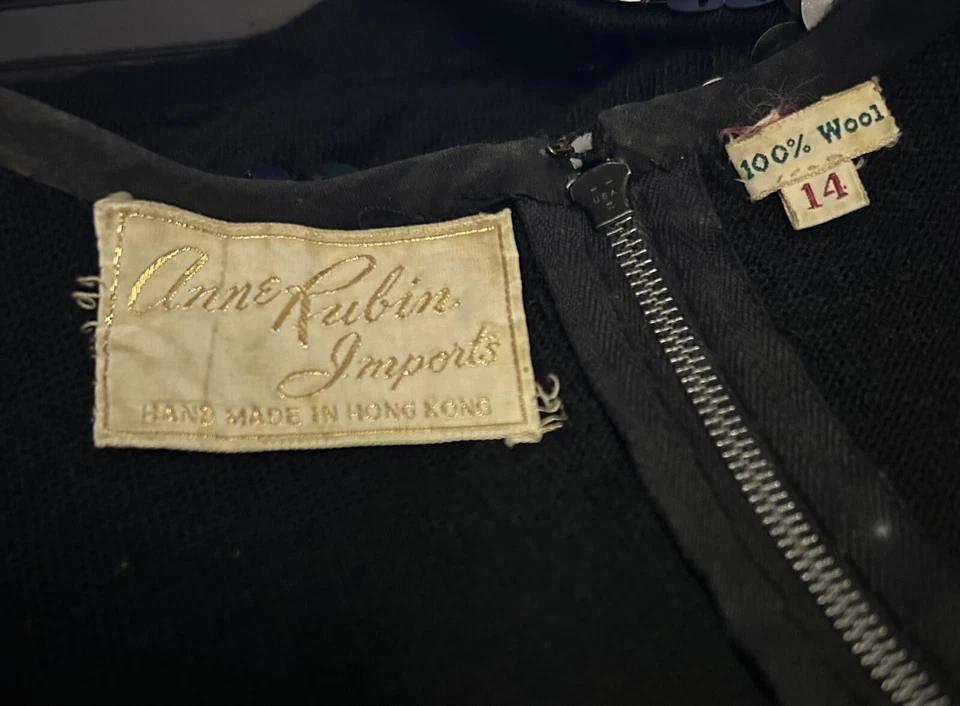 Anne Rubin
Imports
HAND MADE IN HONG KONG
100% Wool
14